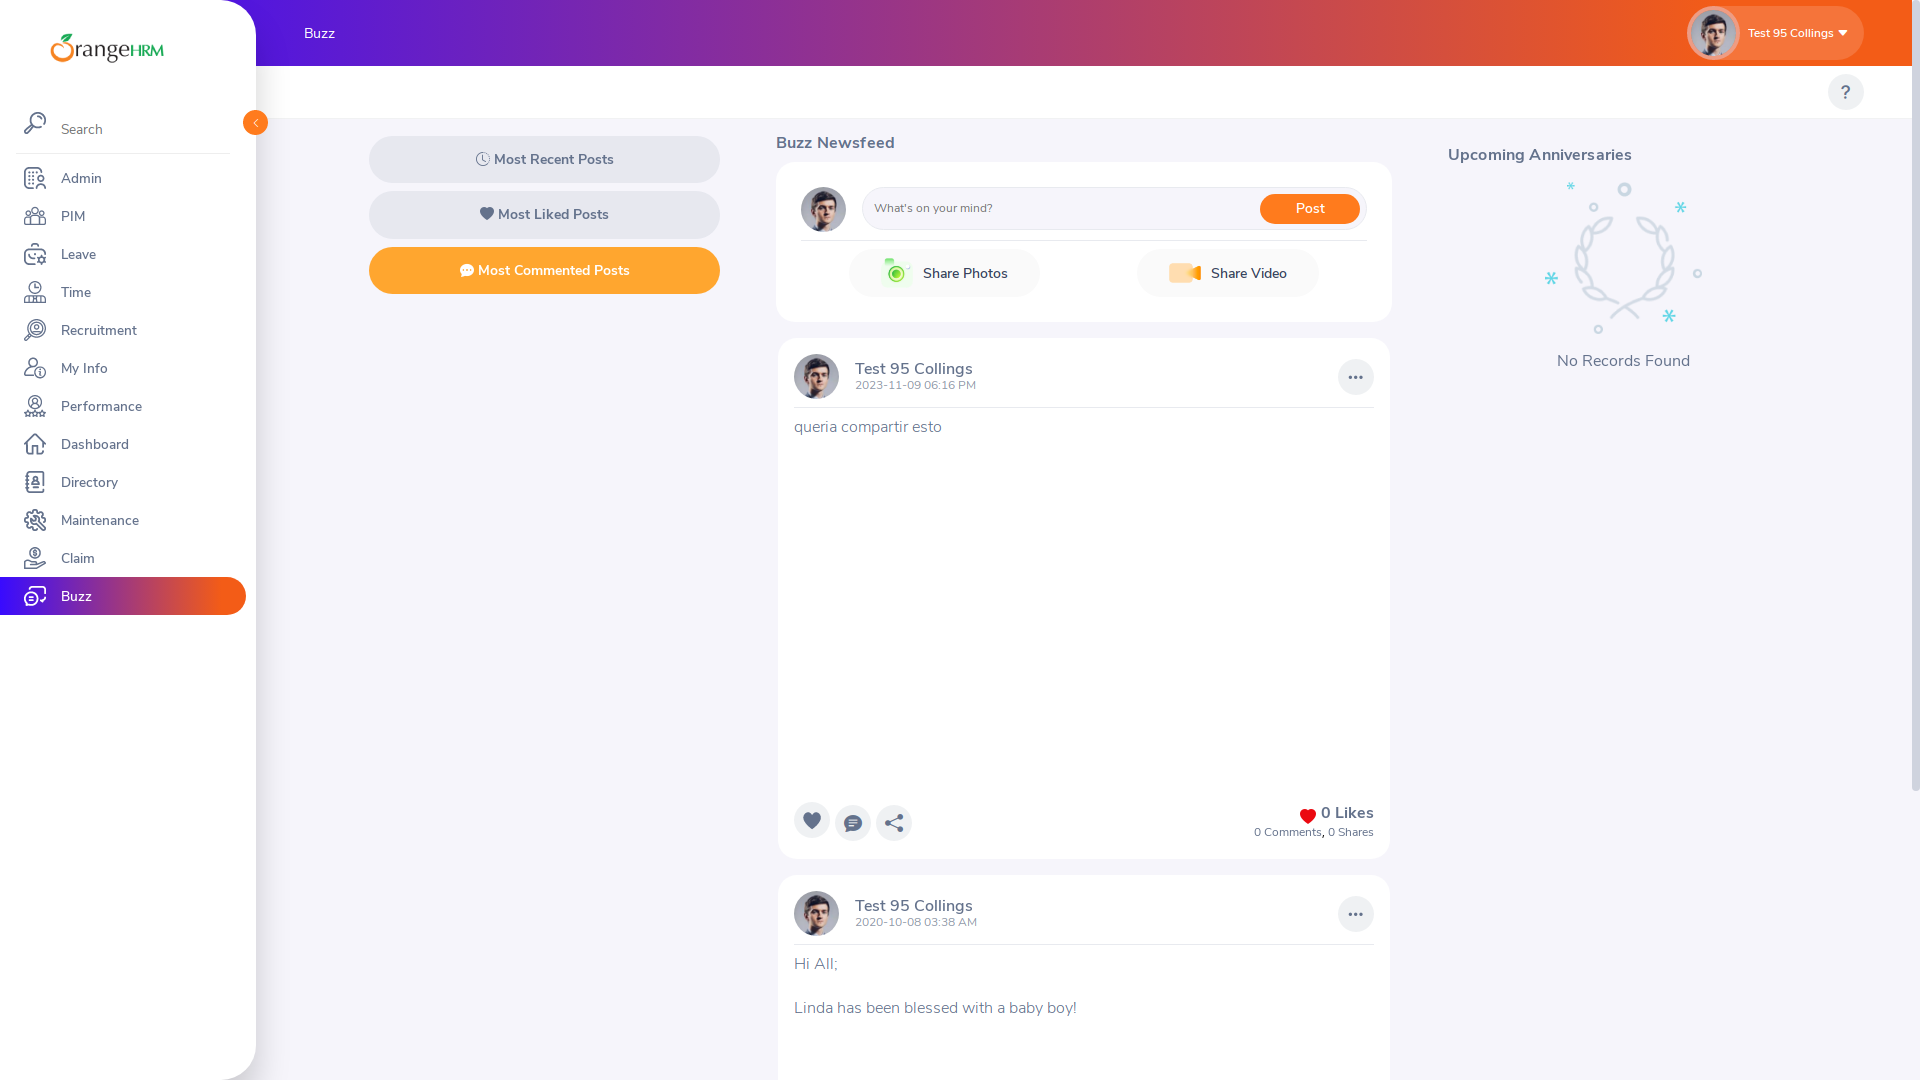 OrangeHRM
Search
Admin
PIM
Leave
Time
Recruitment
My Info
Performance
Dashboard
Directory
Maintenance
Claim
Buzz
Buzz
Test 95 Collings
?
Most Recent Posts
Most Liked Posts
Most Commented Posts
Buzz Newsfeed
What's on your mind?
Post
Share Photos
Share Video
Test 95 Collings
2023-11-09 06:16 PM
queria compartir esto
0 Likes
0 Comments, 0 Shares
Test 95 Collings
2020-10-08 03:38 AM
Hi All;
Linda has been blessed with a baby boy!
Upcoming Anniversaries
No Records Found